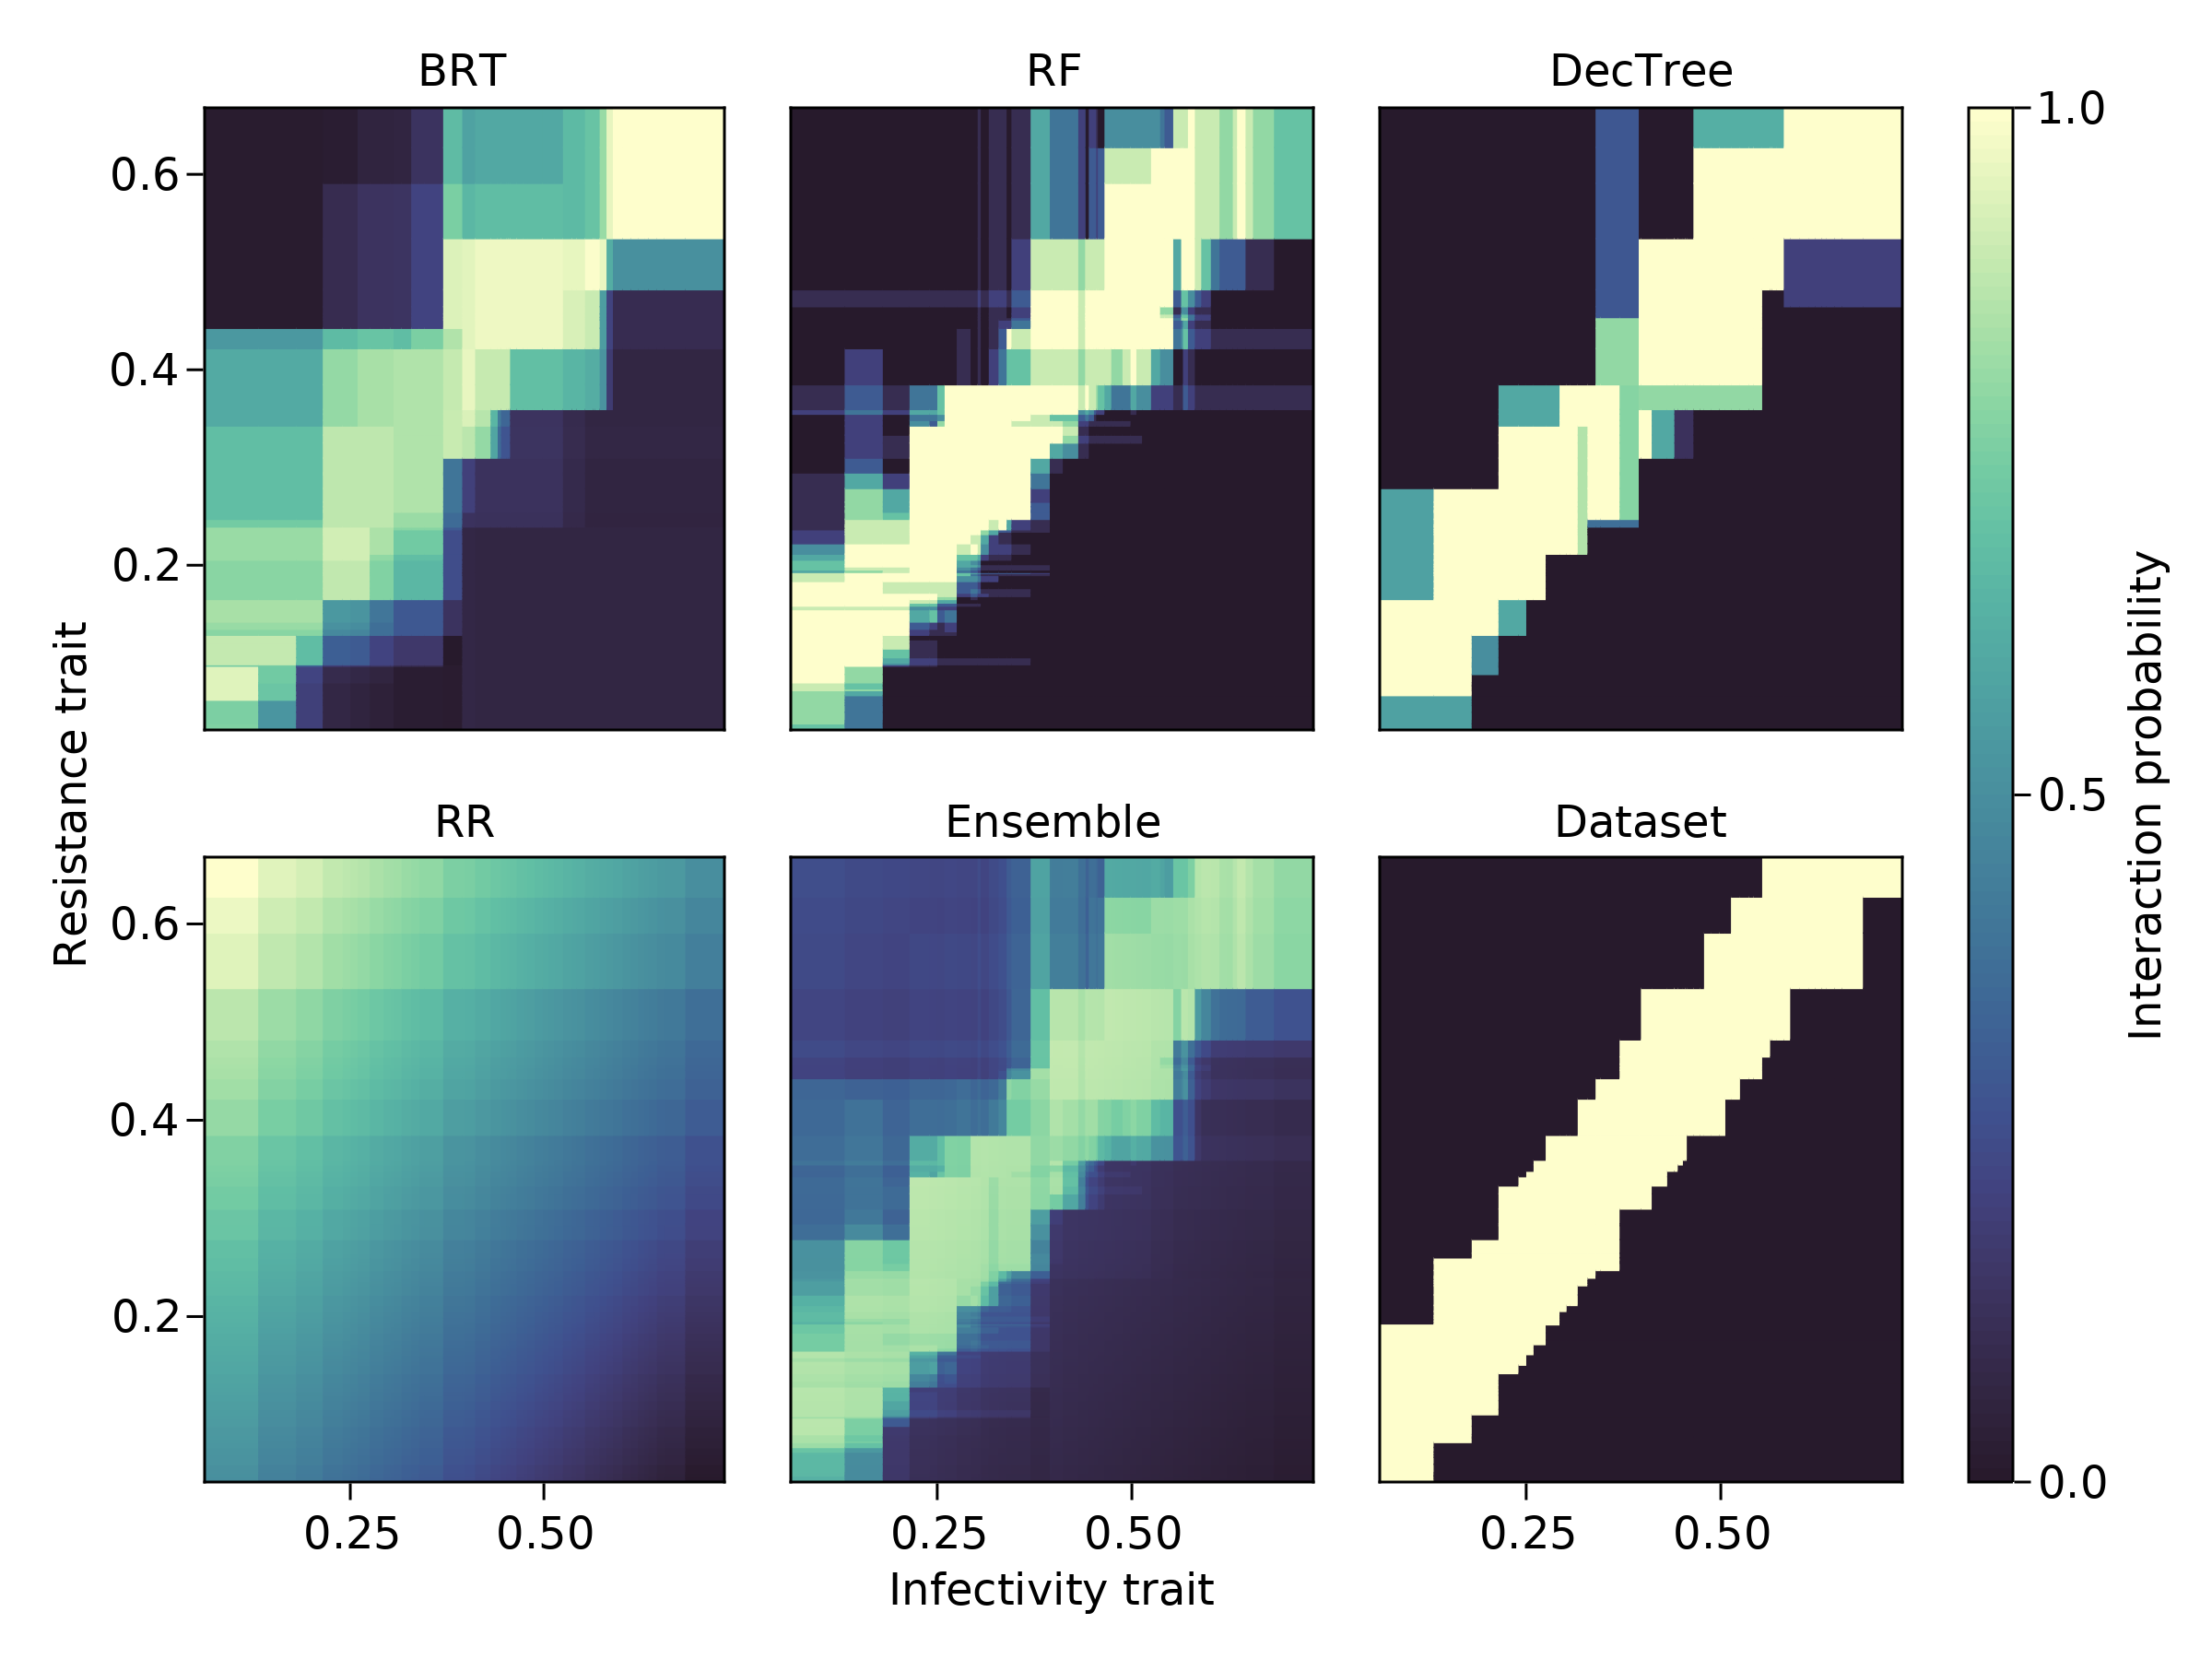 BRT
RF
DecTree
0.6
0.4
0.2
1.0
0.5
0.0
Interaction probability
Resistance trait
RR
Ensemble
Dataset
0.6
0.4
0.2
0.25
0.50
0.25
0.50
0.25
0.50
Infectivity trait